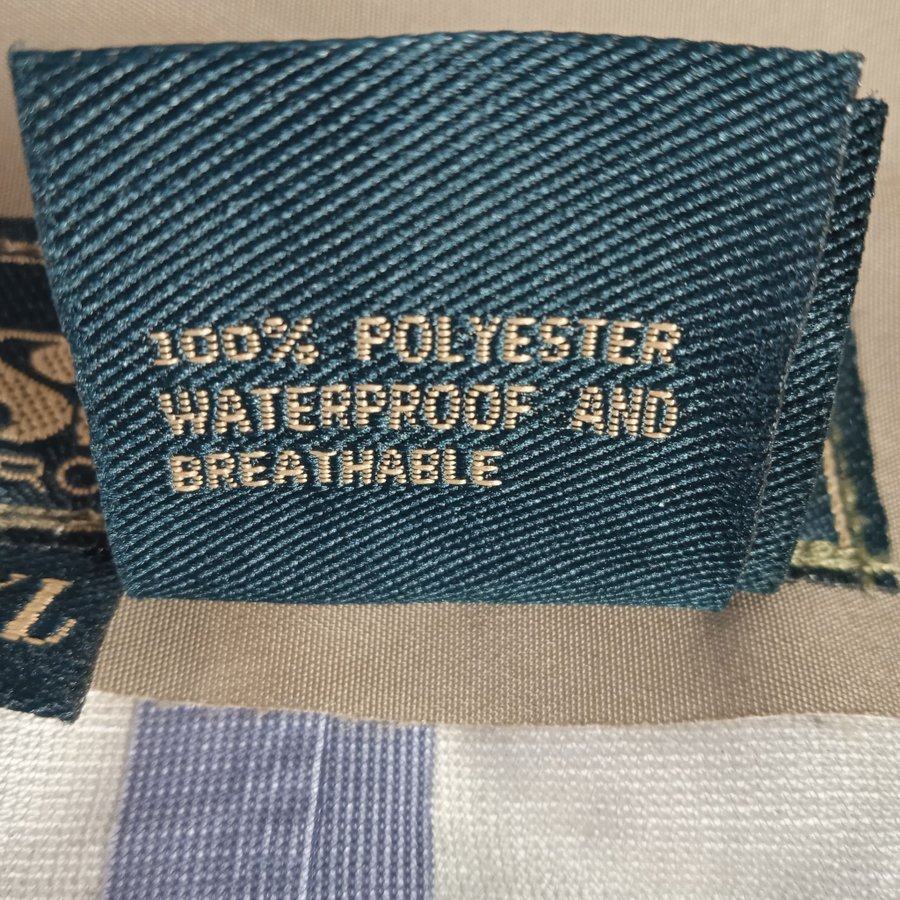 100% POLYESTER
WATERPROOF AND
BREATHABLE